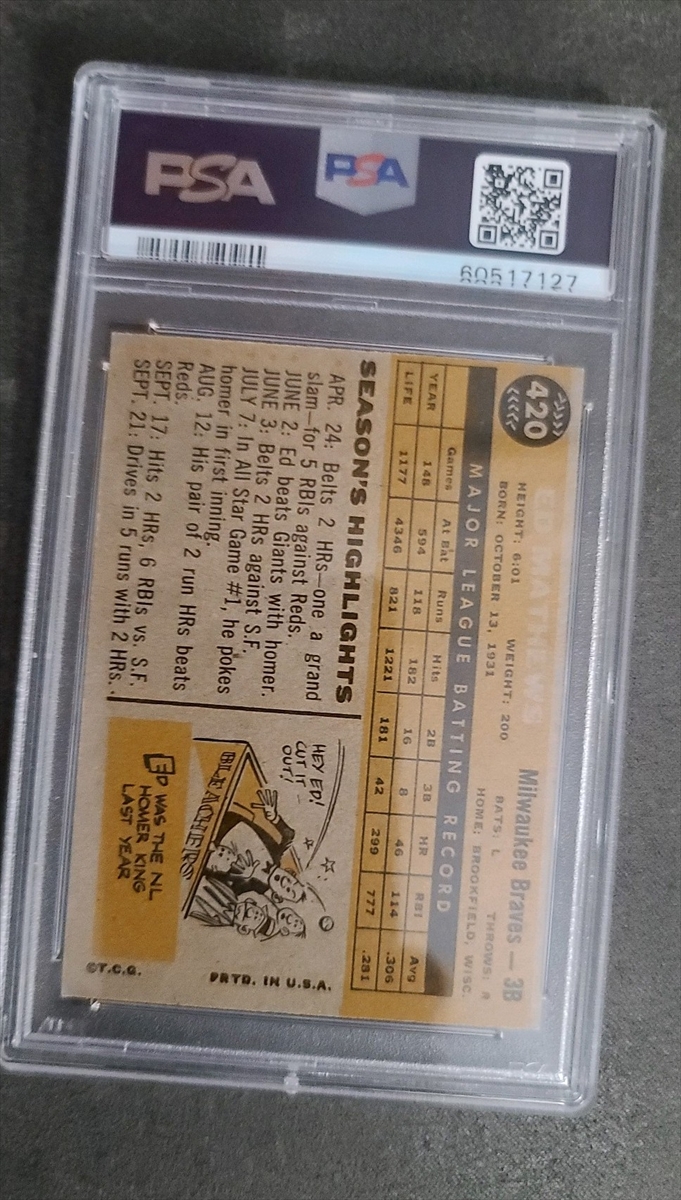 PSA
PSA
60517127
420
ED MATHEWS
Milwaukee Braves — 3B
HEIGHT: 6:01 WEIGHT: 200 BATS: L THROWS: R
BORN: OCTOBER 13, 1931 HOME: BROOKFIELD, WISC.
MAJOR LEAGUE BATTING RECORD
Games At Bat Runs Hits 2B 3B HR RBI Avg
YEAR 148 594 118 182 16 8 46 114 .306
LIFE 1177 4346 821 1221 181 42 299 777 .281
SEASON'S HIGHLIGHTS
APR. 24: Belts 2 HRs—one a grand
slam—for 5 RBIs against Reds.
JUNE 2: Ed beats Giants with homer.
JUNE 3: Belts 2 HRs against S.F.
JULY 7: In All Star Game #1, he pokes
homer in first inning.
AUG. 12: His pair of 2 run HRs beats
Reds.
SEPT. 17: Hits 2 HRs, 6 RBIs vs. S.F.
SEPT. 21: Drives in 5 runs with 2 HRs.
HEY ED!
CUT IT
OUT!
BLEACHERS
ED WAS THE NL
HOMER KING
LAST YEAR
©T.C.G.
PRTD. IN U.S.A.